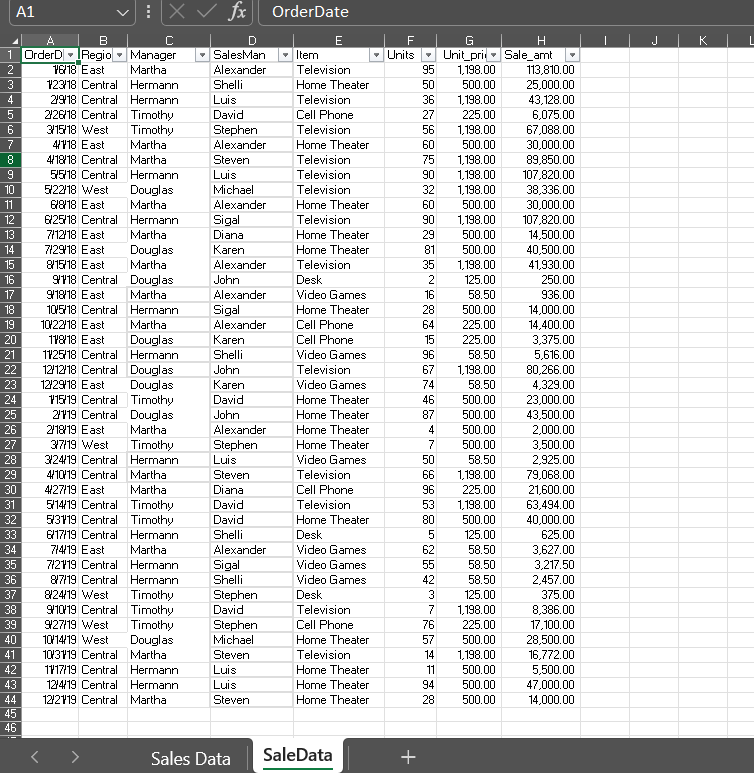 A1 fx OrderDate
A B C D E F G H I J K L
1 OrderD Regio Manager SalesMan Item Units Unit_pri Sale_amt
2 1/6/18 East Martha Alexander Television 95 1,198.00 113,810.00
3 1/23/18 Central Hermann Shelli Home Theater 50 500.00 25,000.00
4 2/9/18 Central Hermann Luis Television 36 1,198.00 43,128.00
5 2/26/18 Central Timothy David Cell Phone 27 225.00 6,075.00
6 3/15/18 West Timothy Stephen Television 56 1,198.00 67,088.00
7 4/1/18 East Martha Alexander Home Theater 60 500.00 30,000.00
8 4/18/18 Central Martha Steven Television 75 1,198.00 89,850.00
9 5/5/18 Central Hermann Luis Television 90 1,198.00 107,820.00
10 5/22/18 West Douglas Michael Television 32 1,198.00 38,336.00
11 6/8/18 East Martha Alexander Home Theater 60 500.00 30,000.00
12 6/25/18 Central Hermann Sigal Television 90 1,198.00 107,820.00
13 7/12/18 East Martha Diana Home Theater 29 500.00 14,500.00
14 7/29/18 East Douglas Karen Home Theater 81 500.00 40,500.00
15 8/15/18 East Martha Alexander Television 35 1,198.00 41,930.00
16 9/1/18 Central Douglas John Desk 2 125.00 250.00
17 9/18/18 East Martha Alexander Video Games 16 58.50 936.00
18 10/5/18 Central Hermann Sigal Home Theater 28 500.00 14,000.00
19 10/22/18 East Martha Alexander Cell Phone 64 225.00 14,400.00
20 11/8/18 East Douglas Karen Cell Phone 15 225.00 3,375.00
21 11/25/18 Central Hermann Shelli Video Games 96 58.50 5,616.00
22 12/12/18 Central Douglas John Television 67 1,198.00 80,266.00
23 12/29/18 East Douglas Karen Video Games 74 58.50 4,329.00
24 1/15/19 Central Timothy David Home Theater 46 500.00 23,000.00
25 2/1/19 Central Douglas John Home Theater 87 500.00 43,500.00
26 2/18/19 East Martha Alexander Home Theater 4 500.00 2,000.00
27 3/7/19 West Timothy Stephen Home Theater 7 500.00 3,500.00
28 3/24/19 Central Hermann Luis Video Games 50 58.50 2,925.00
29 4/10/19 Central Martha Steven Television 66 1,198.00 79,068.00
30 4/27/19 East Martha Diana Cell Phone 96 225.00 21,600.00
31 5/14/19 Central Timothy David Television 53 1,198.00 63,494.00
32 5/31/19 Central Timothy David Home Theater 80 500.00 40,000.00
33 6/17/19 Central Hermann Shelli Desk 5 125.00 625.00
34 7/4/19 East Martha Alexander Video Games 62 58.50 3,627.00
35 7/21/19 Central Hermann Sigal Video Games 55 58.50 3,217.50
36 8/7/19 Central Hermann Shelli Video Games 42 58.50 2,457.00
37 8/24/19 West Timothy Stephen Desk 3 125.00 375.00
38 9/10/19 Central Timothy David Television 7 1,198.00 8,386.00
39 9/27/19 West Timothy Stephen Cell Phone 76 225.00 17,100.00
40 10/14/19 West Douglas Michael Home Theater 57 500.00 28,500.00
41 10/31/19 Central Martha Steven Television 14 1,198.00 16,772.00
42 11/17/19 Central Hermann Luis Home Theater 11 500.00 5,500.00
43 12/4/19 Central Hermann Luis Home Theater 94 500.00 47,000.00
44 12/21/19 Central Martha Steven Home Theater 28 500.00 14,000.00
45
46
Sales Data SaleData